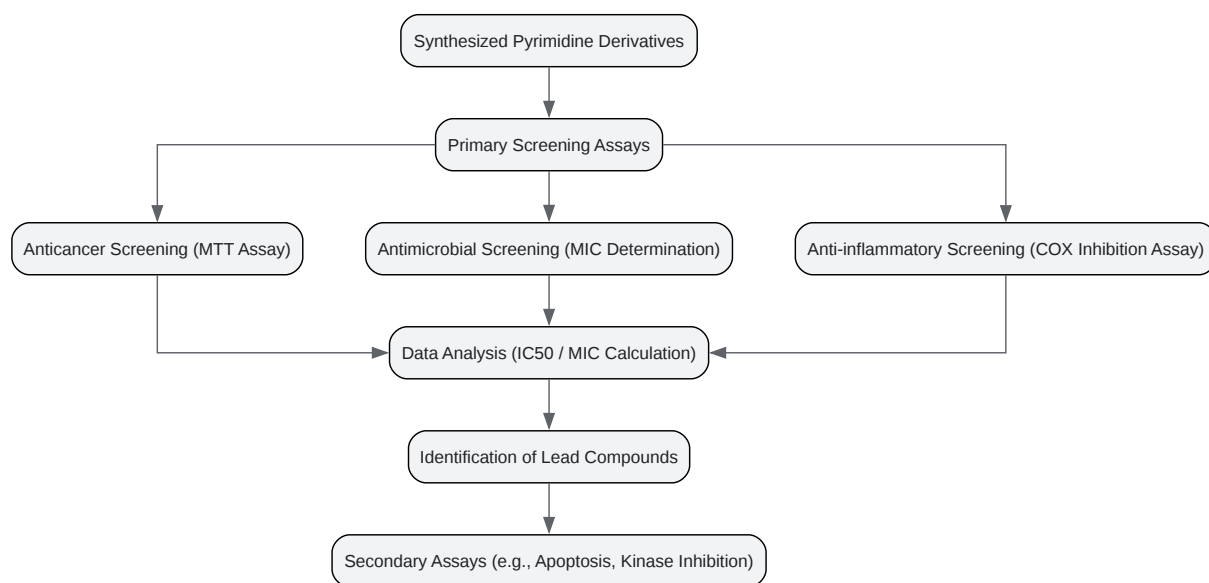 Synthesized Pyrimidine Derivatives
Primary Screening Assays
Anticancer Screening (MTT Assay)
Antimicrobial Screening (MIC Determination)
Anti-inflammatory Screening (COX Inhibition Assay)
Data Analysis (IC50 / MIC Calculation)
Identification of Lead Compounds
Secondary Assays (e.g., Apoptosis, Kinase Inhibition)